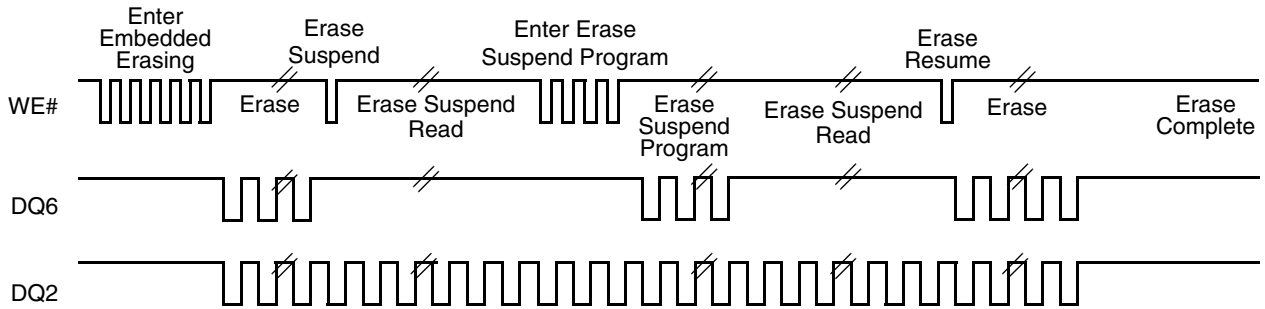 Enter
Embedded
Erasing
Erase
Suspend
Enter Erase
Suspend Program
Erase
Resume
WE#
Erase
Erase Suspend
Read
Erase
Suspend
Program
Erase Suspend
Read
Erase
Erase
Complete
DQ6
DQ2